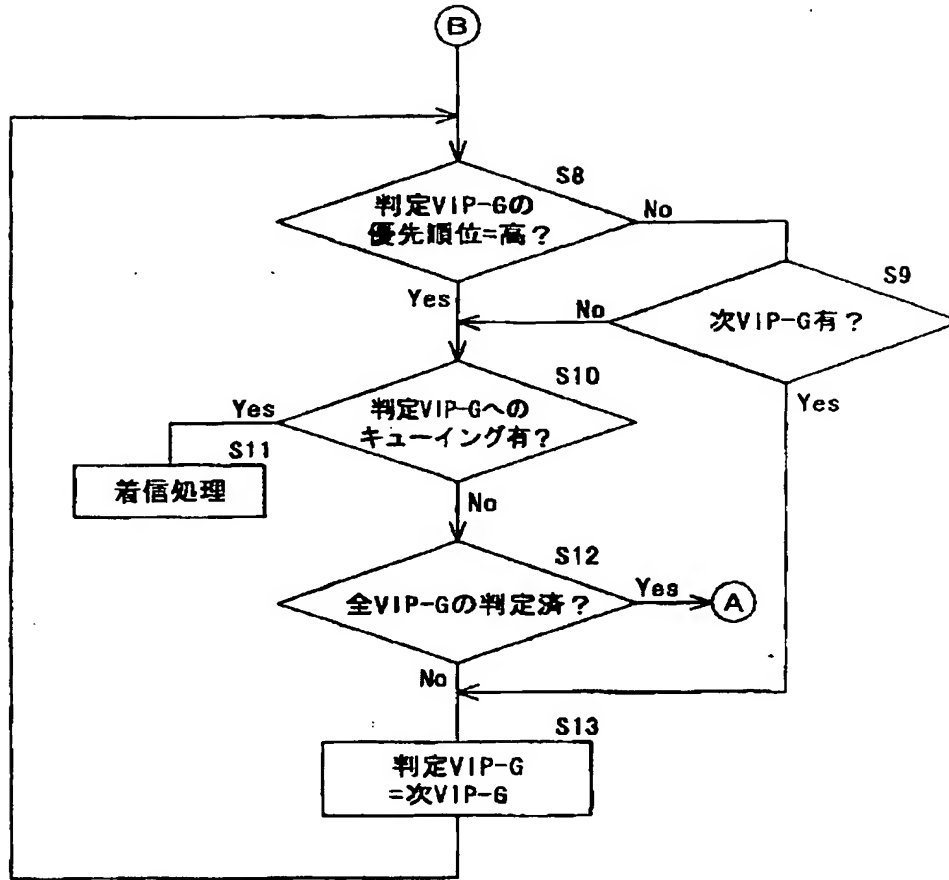 B
S8
判定VIP-Gの
優先順位=高？
No
Yes
S9
次VIP-G有？
No
Yes
S10
判定VIP-Gへの
キューイング有？
Yes
S11
着信処理
No
S12
全VIP-Gの判定済？
Yes
A
No
S13
判定VIP-G
=次VIP-G